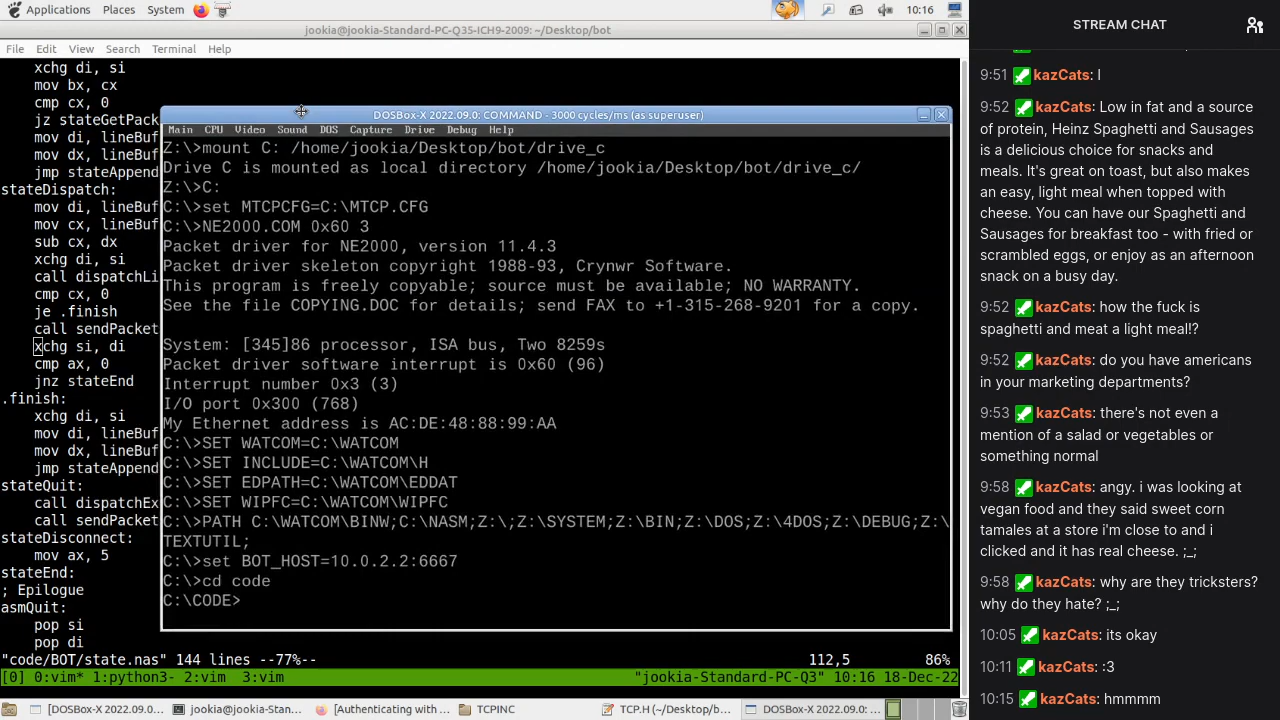 Applications Places System 10:16
jookia@jookia-Standard-PC-Q35-ICH9-2009: ~/Desktop/bot
File Edit View Search Terminal Help
xchg di, si
mov bx, cx
cmp cx, 0
jz stateGetPack
mov di, lineBuf
mov dx, lineBuf
jmp stateAppend
stateDispatch:
mov di, lineBuf
mov cx, lineBuf
sub cx, dx
xchg di, si
call dispatchLi
cmp cx, 0
je .finish
call sendPacket
xchg si, di
cmp ax, 0
jnz stateEnd
.finish:
xchg di, si
mov di, lineBuf
mov dx, lineBuf
jmp stateAppend
stateQuit:
call dispatchEx
call sendPacket
stateDisconnect:
mov ax, 5
stateEnd:
; Epilogue
asmQuit:
pop si
pop di
"code/BOT/state.nas" 144 lines --77%-- 112,5 86%
[0] 0:vim* 1:python3- 2:vim 3:vim "jookia-Standard-PC-Q3" 10:16 18-Dec-22
DOSBox-X 2022.09.0: COMMAND - 3000 cycles/ms (as superuser)
Main CPU Video Sound DOS Capture Drive Debug Help
Z:\>mount C: /home/jookia/Desktop/bot/drive_c
Drive C is mounted as local directory /home/jookia/Desktop/bot/drive_c/
Z:\>C:
C:\>set MTCPCFG=C:\MTCP.CFG
C:\>NE2000.COM 0x60 3
Packet driver for NE2000, version 11.4.3
Packet driver skeleton copyright 1988-93, Crynwr Software.
This program is freely copyable; source must be available; NO WARRANTY.
See the file COPYING.DOC for details; send FAX to +1-315-268-9201 for a copy.
System: [345]86 processor, ISA bus, Two 8259s
Packet driver software interrupt is 0x60 (96)
Interrupt number 0x3 (3)
I/O port 0x300 (768)
My Ethernet address is AC:DE:48:88:99:AA
C:\>SET WATCOM=C:\WATCOM
C:\>SET INCLUDE=C:\WATCOM\H
C:\>SET EDPATH=C:\WATCOM\EDDAT
C:\>SET WIPFC=C:\WATCOM\WIPFC
C:\>PATH C:\WATCOM\BINW;C:\NASM;Z:\;Z:\SYSTEM;Z:\BIN;Z:\DOS;Z:\4DOS;Z:\DEBUG;Z:\
TEXTUTIL;
C:\>set BOT_HOST=10.0.2.2:6667
C:\>cd code
C:\CODE>
[DOSBox-X 2022.09.0... jookia@jookia-Stan... [Authenticating with ... TCPINC TCP.H (~/Desktop/b... DOSBox-X 2022.09.0: ...
STREAM CHAT
9:51 kazCats: I
9:52 kazCats: Low in fat and a source
of protein, Heinz Spaghetti and Sausages
is a delicious choice for snacks and
meals. It's great on toast, but also makes
an easy, light meal when topped with
cheese. You can have our Spaghetti and
Sausages for breakfast too - with fried or
scrambled eggs, or enjoy as an afternoon
snack on a busy day.
9:52 kazCats: how the fuck is
spaghetti and meat a light meal!?
9:52 kazCats: do you have americans
in your marketing departments?
9:53 kazCats: there's not even a
mention of a salad or vegetables or
something normal
9:58 kazCats: angy. i was looking at
vegan food and they said sweet corn
tamales at a store i'm close to and i
clicked and it has real cheese. ;_;
9:58 kazCats: why are they tricksters?
why do they hate? ;_;
10:05 kazCats: its okay
10:11 kazCats: :3
10:15 kazCats: hmmmm